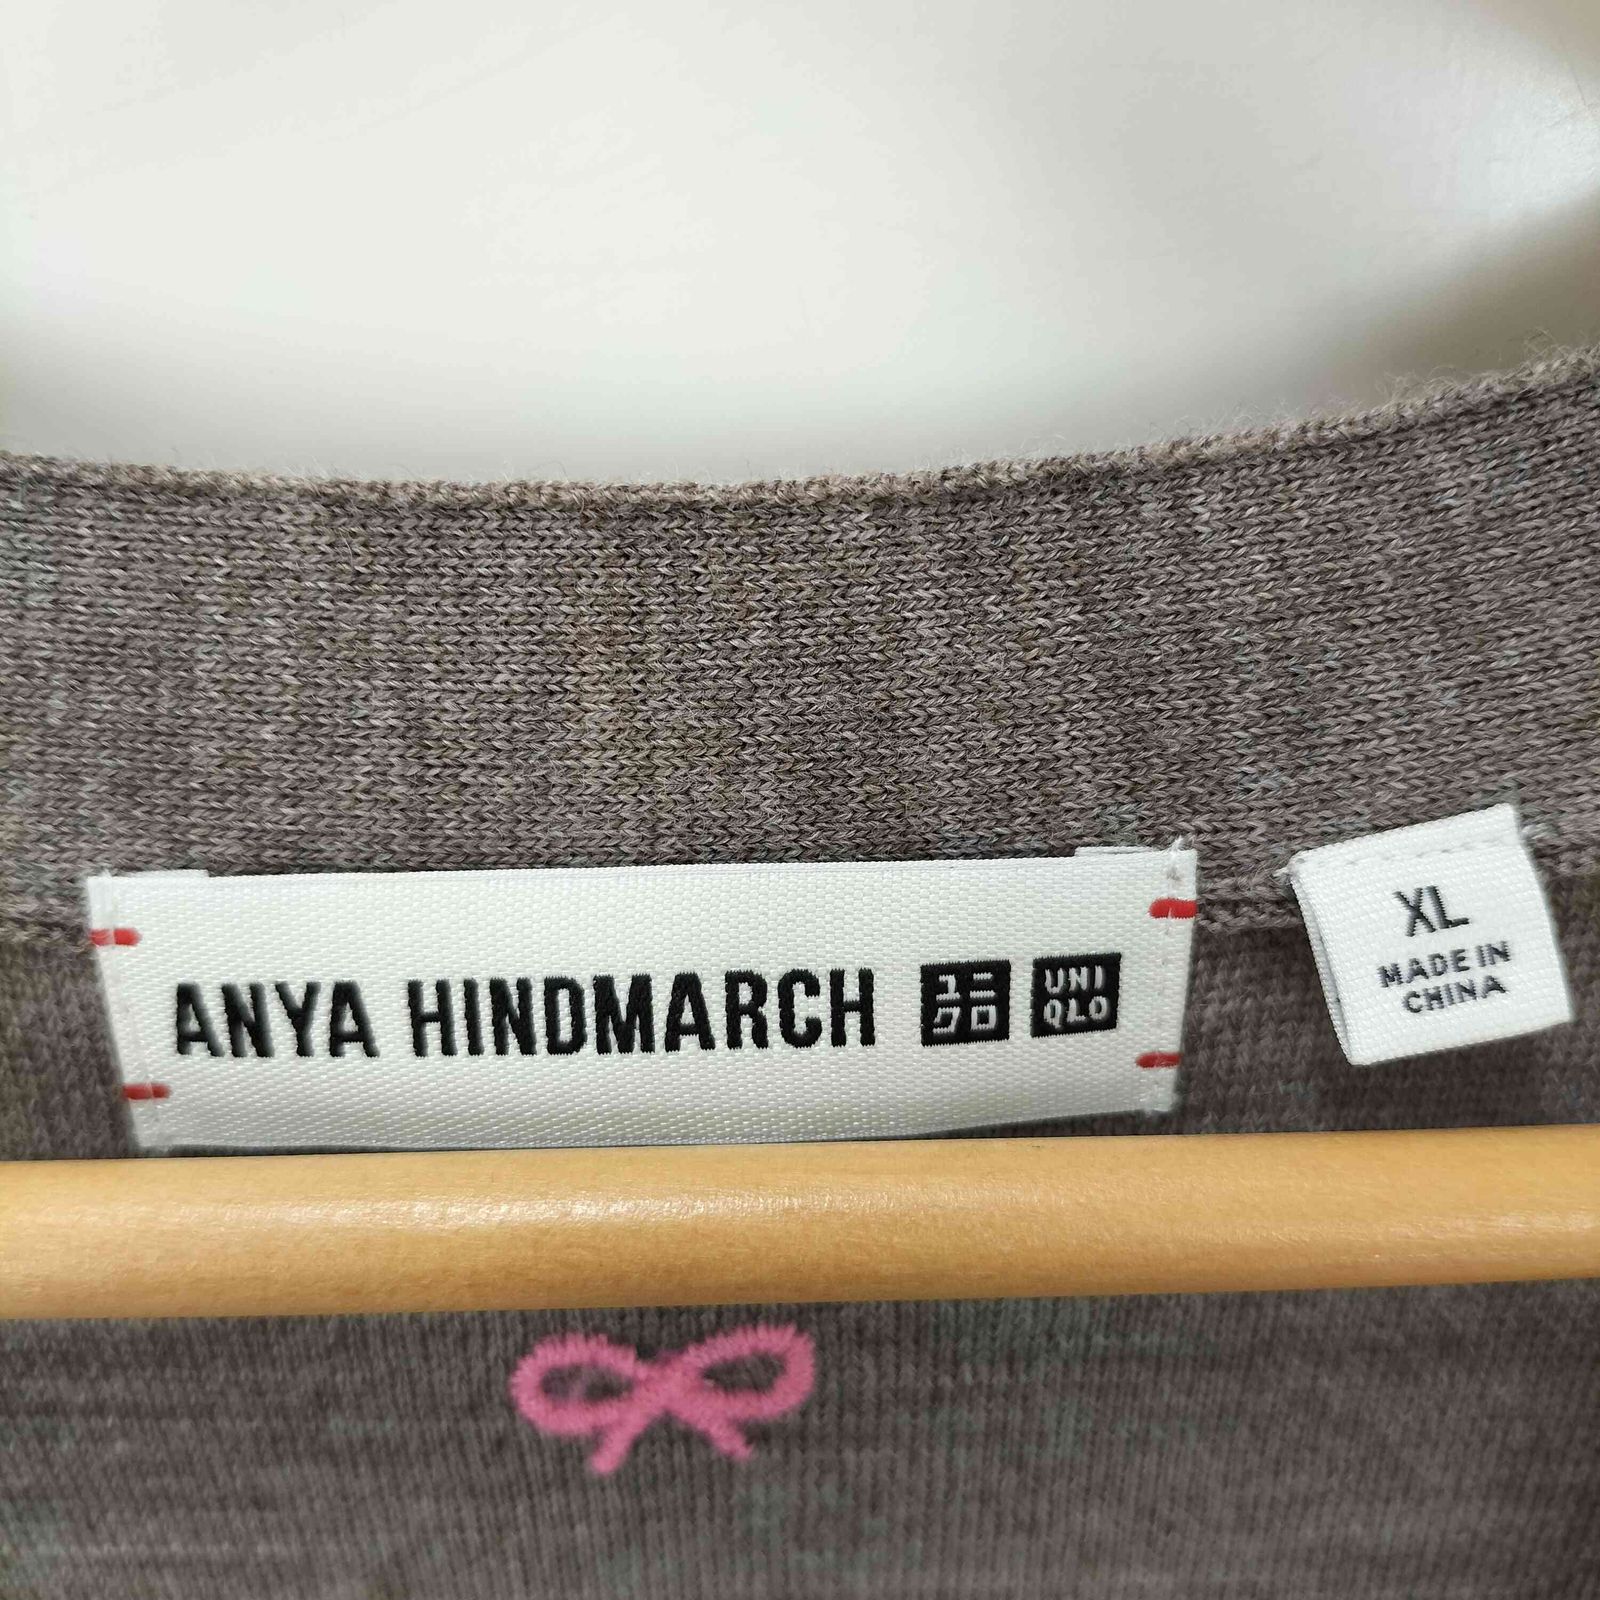 ANYA HINDMARCH ユニクロ UNIQLO
XL
MADE IN
CHINA